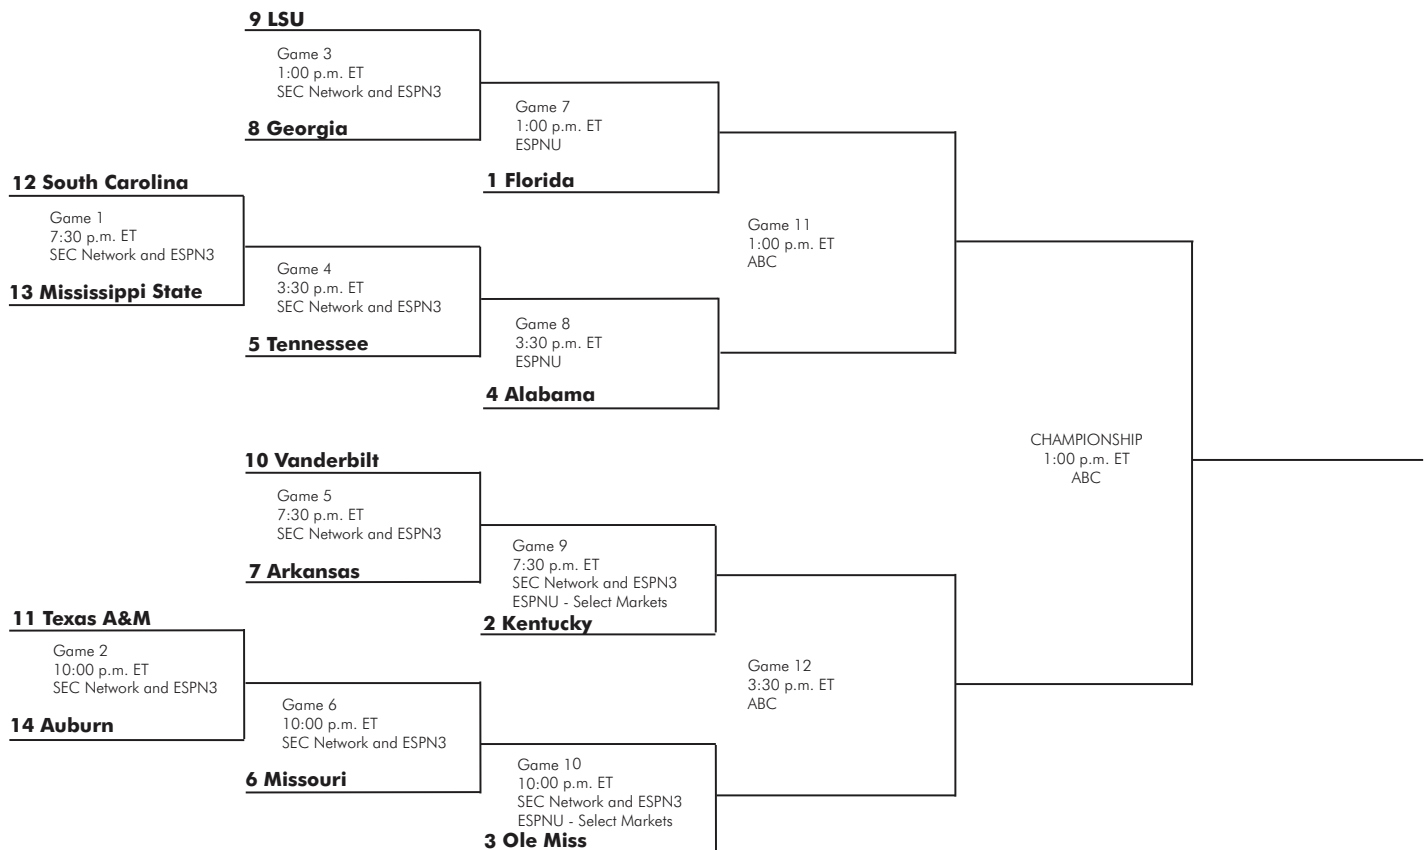 9 LSU
Game 3
1:00 p.m. ET
SEC Network and ESPN3
8 Georgia
Game 7
1:00 p.m. ET
ESPNU
1 Florida
12 South Carolina
Game 1
7:30 p.m. ET
SEC Network and ESPN3
13 Mississippi State
Game 4
3:30 p.m. ET
SEC Network and ESPN3
5 Tennessee
Game 8
3:30 p.m. ET
ESPNU
4 Alabama
Game 11
1:00 p.m. ET
ABC
10 Vanderbilt
Game 5
7:30 p.m. ET
SEC Network and ESPN3
7 Arkansas
Game 9
7:30 p.m. ET
SEC Network and ESPN3
ESPNU - Select Markets
2 Kentucky
11 Texas A&M
Game 2
10:00 p.m. ET
SEC Network and ESPN3
14 Auburn
Game 6
10:00 p.m. ET
SEC Network and ESPN3
6 Missouri
Game 10
10:00 p.m. ET
SEC Network and ESPN3
ESPNU - Select Markets
3 Ole Miss
Game 12
3:30 p.m. ET
ABC
CHAMPIONSHIP
1:00 p.m. ET
ABC